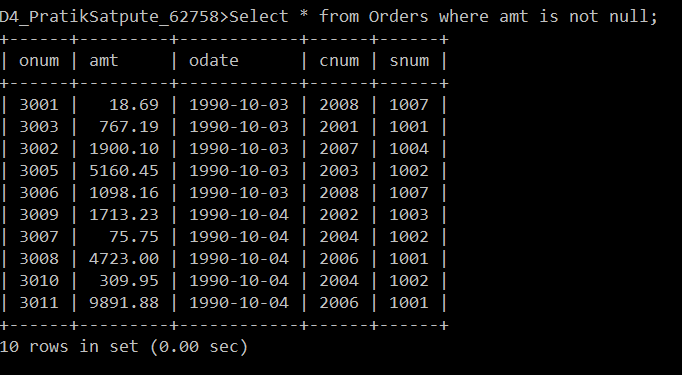 D4_PratikSatpute_62758>Select * from Orders where amt is not null;
+------+---------+------------+------+------+
| onum | amt     | odate      | cnum | snum |
+------+---------+------------+------+------+
| 3001 |   18.69 | 1990-10-03 | 2008 | 1007 |
| 3003 |  767.19 | 1990-10-03 | 2001 | 1001 |
| 3002 | 1900.10 | 1990-10-03 | 2007 | 1004 |
| 3005 | 5160.45 | 1990-10-03 | 2003 | 1002 |
| 3006 | 1098.16 | 1990-10-03 | 2008 | 1007 |
| 3009 | 1713.23 | 1990-10-04 | 2002 | 1003 |
| 3007 |   75.75 | 1990-10-04 | 2004 | 1002 |
| 3008 | 4723.00 | 1990-10-04 | 2006 | 1001 |
| 3010 |  309.95 | 1990-10-04 | 2004 | 1002 |
| 3011 | 9891.88 | 1990-10-04 | 2006 | 1001 |
+------+---------+------------+------+------+
10 rows in set (0.00 sec)